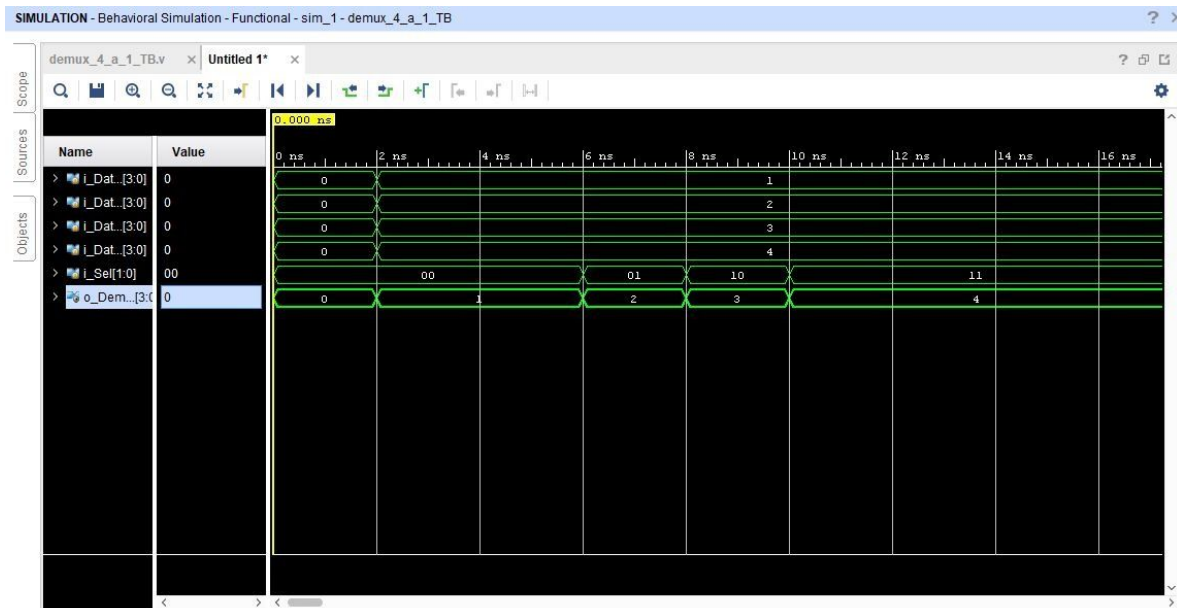 SIMULATION - Behavioral Simulation - Functional - sim_1 - demux_4_a_1_TB ?
Scope
Sources
Objects
demux_4_a_1_TB.v × Untitled 1* × ?
0.000 ns
Name Value 0 ns 2 ns 4 ns 6 ns 8 ns 10 ns 12 ns 14 ns 16 ns
> i_Dat...[3:0] 0 0 1
> i_Dat...[3:0] 0 0 2
> i_Dat...[3:0] 0 0 3
> i_Dat...[3:0] 0 0 4
> i_Sel[1:0] 00 00 01 10 11
> o_Dem...[3:0 0 0 1 2 3 4